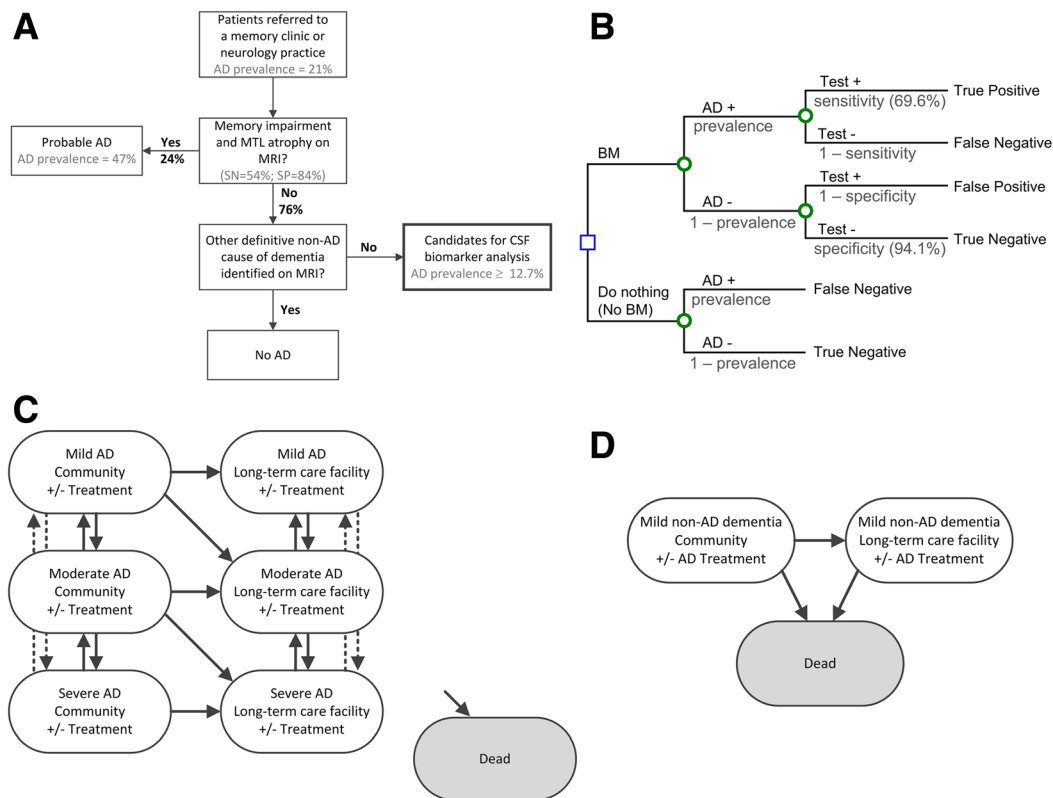 A
Patients referred to
a memory clinic or
neurology practice
AD prevalence = 21%
Probable AD
AD prevalence = 47%
Yes
24%
Memory impairment
and MTL atrophy on
MRI?
(SN=54%; SP=84%)
No
76%
Other definitive non-AD
cause of dementia
identified on MRI?
No
Candidates for CSF
biomarker analysis
AD prevalence ≥ 12.7%
Yes
No AD
B
BM
AD +
prevalence
Test +
sensitivity (69.6%)
True Positive
Test -
1 – sensitivity
False Negative
AD -
1 – prevalence
Test +
1 – specificity
False Positive
Test -
specificity (94.1%)
True Negative
Do nothing
(No BM)
AD +
prevalence
False Negative
AD -
1 – prevalence
True Negative
C
Mild AD
Community
+/- Treatment
Mild AD
Long-term care facility
+/- Treatment
Moderate AD
Community
+/- Treatment
Moderate AD
Long-term care facility
+/- Treatment
Severe AD
Community
+/- Treatment
Severe AD
Long-term care facility
+/- Treatment
Dead
D
Mild non-AD dementia
Community
+/- AD Treatment
Mild non-AD dementia
Long-term care facility
+/- AD Treatment
Dead